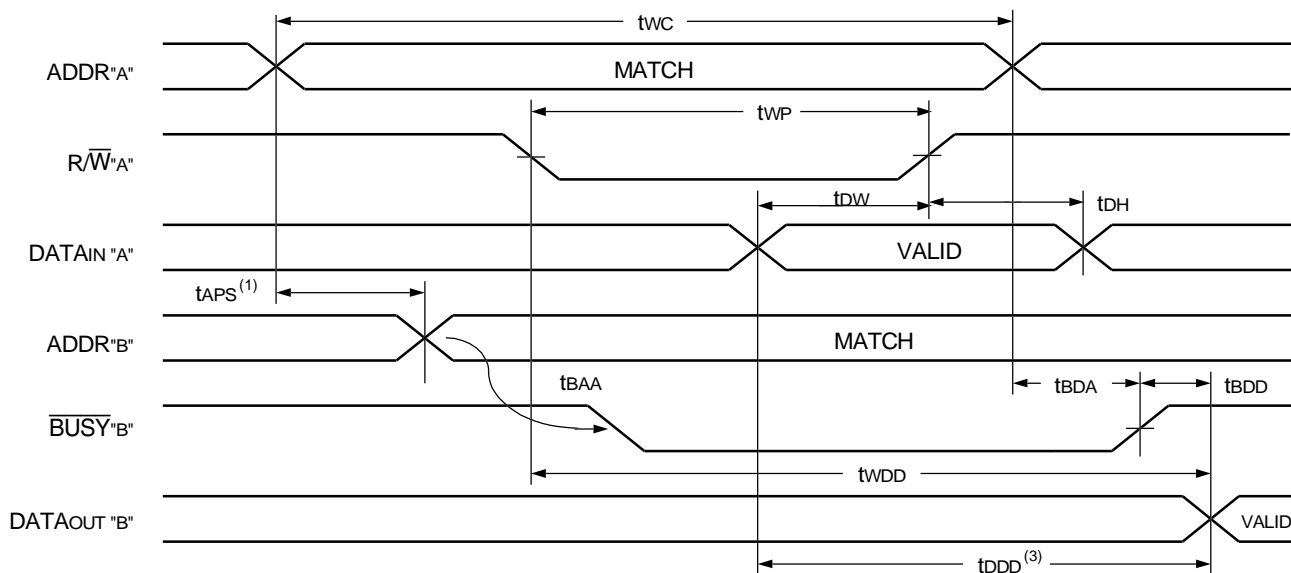 tWC
ADDR"A"
MATCH
tWP
R/W̅"A"
tDW
tDH
DATAIN "A"
VALID
tAPS(1)
ADDR"B"
MATCH
tBAA
tBDA
tBDD
B̅U̅S̅Y̅"B"
tWDD
DATAOUT "B"
VALID
tDDD(3)